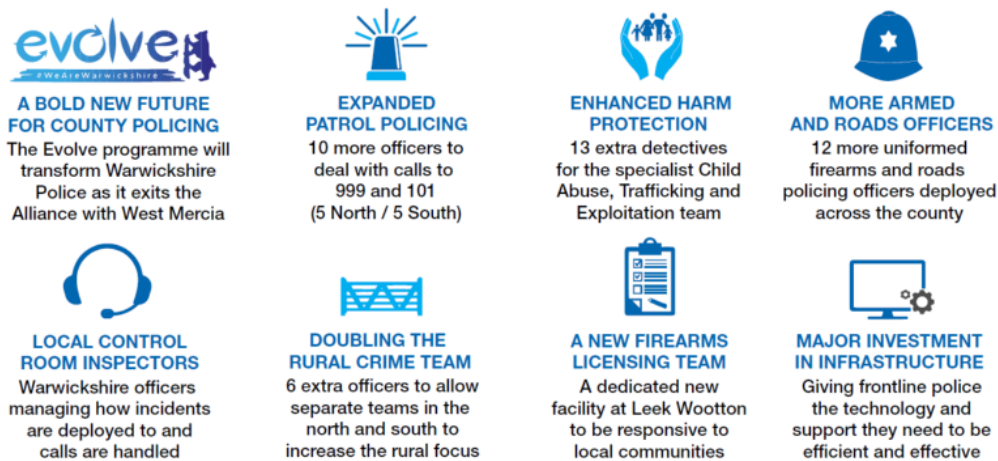 evolve
#WeAreWarwickshire
A BOLD NEW FUTURE
FOR COUNTY POLICING
The Evolve programme will
transform Warwickshire
Police as it exits the
Alliance with West Mercia
EXPANDED
PATROL POLICING
10 more officers to
deal with calls to
999 and 101
(5 North / 5 South)
ENHANCED HARM
PROTECTION
13 extra detectives
for the specialist Child
Abuse, Trafficking and
Exploitation team
MORE ARMED
AND ROADS OFFICERS
12 more uniformed
firearms and roads
policing officers deployed
across the county
LOCAL CONTROL
ROOM INSPECTORS
Warwickshire officers
managing how incidents
are deployed to and
calls are handled
DOUBLING THE
RURAL CRIME TEAM
6 extra officers to allow
separate teams in the
north and south to
increase the rural focus
A NEW FIREARMS
LICENSING TEAM
A dedicated new
facility at Leek Wootton
to be responsive to
local communities
MAJOR INVESTMENT
IN INFRASTRUCTURE
Giving frontline police
the technology and
support they need to be
efficient and effective